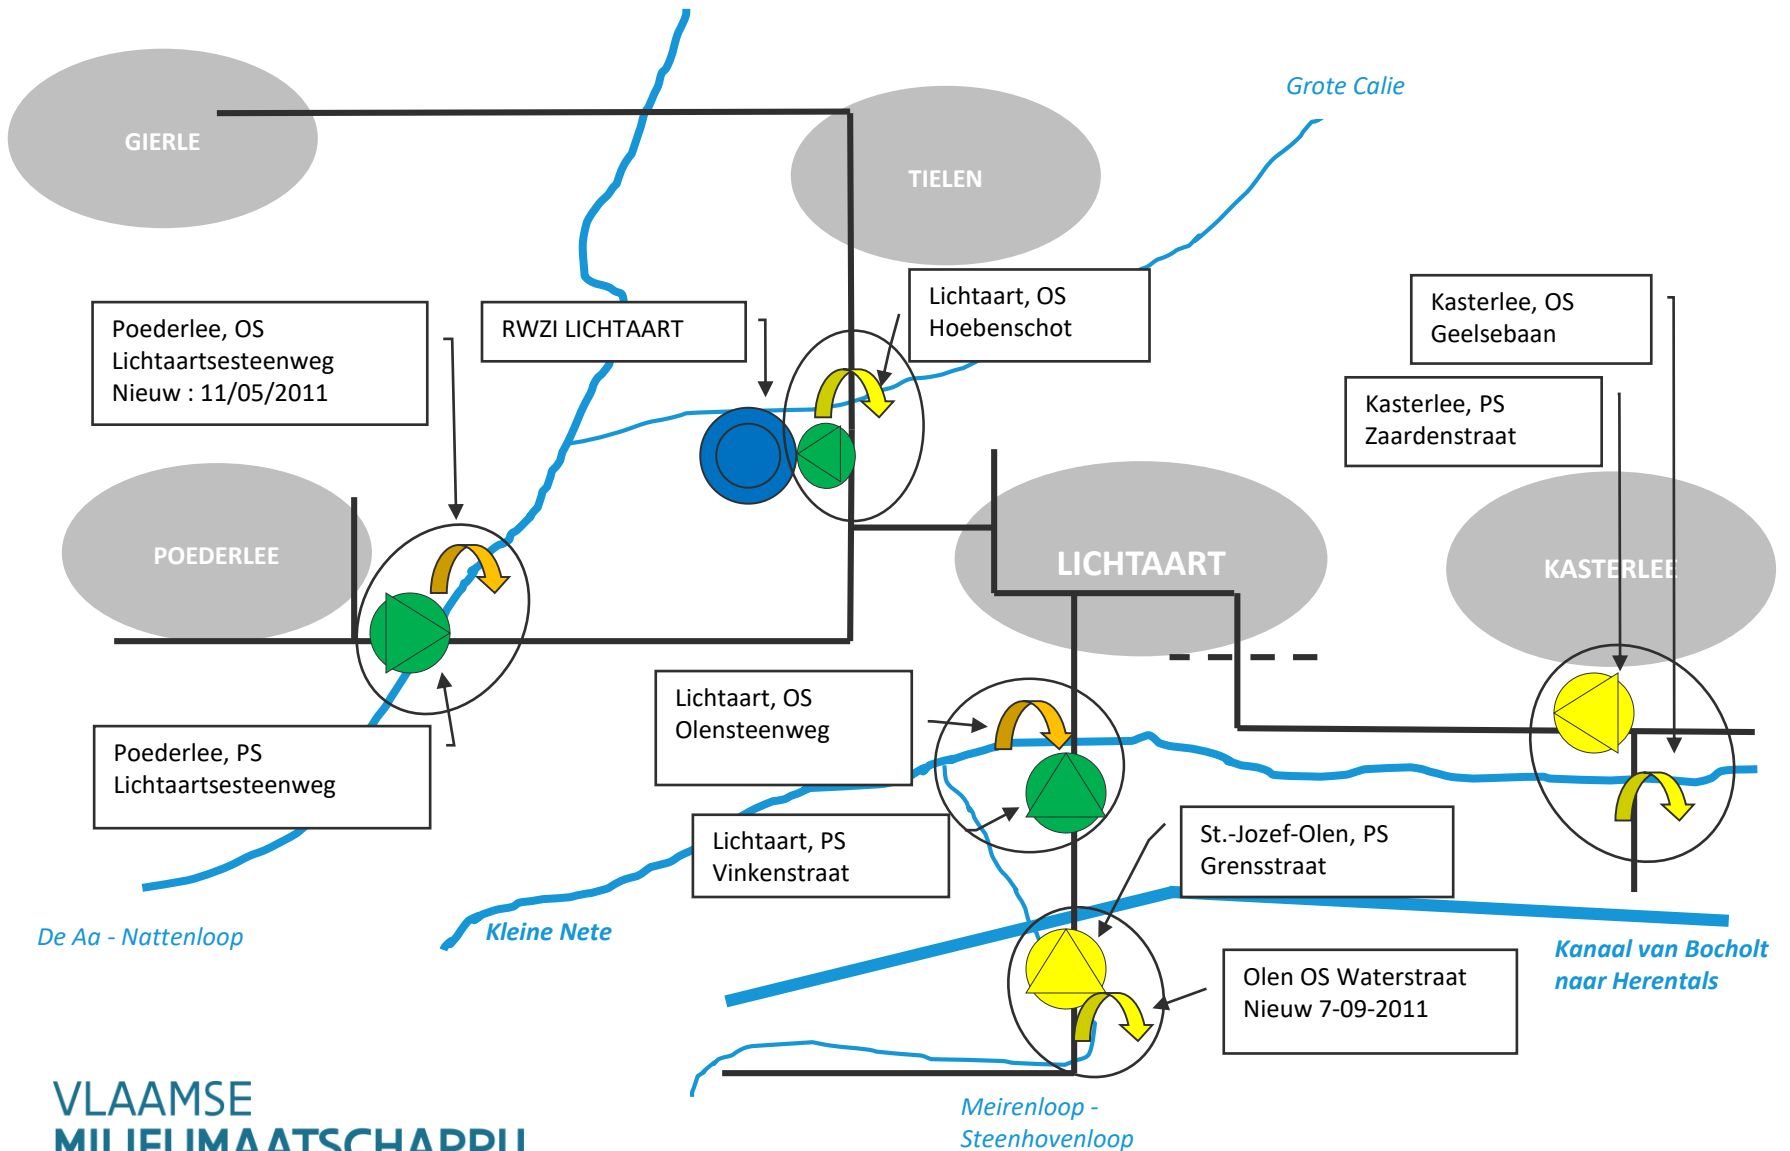 Grote Calie
GIERLE
TIELEN
Poederlee, OS
Lichtaartsesteenweg
Nieuw : 11/05/2011
RWZI LICHTAART
Lichtaart, OS
Hoebenschot
Kasterlee, OS
Geelsebaan
Kasterlee, PS
Zaardenstraat
POEDERLEE
LICHTAART
KASTERLEE
Lichtaart, OS
Olensteenweg
Poederlee, PS
Lichtaartsesteenweg
Lichtaart, PS
Vinkenstraat
St.-Jozef-Olen, PS
Grensstraat
De Aa - Nattenloop
Kleine Nete
Kanaal van Bocholt
naar Herentals
Olen OS Waterstraat
Nieuw 7-09-2011
Meirenloop -
Steenhovenloop
VLAAMSE
MILIEUMAATSCHAPPIJ